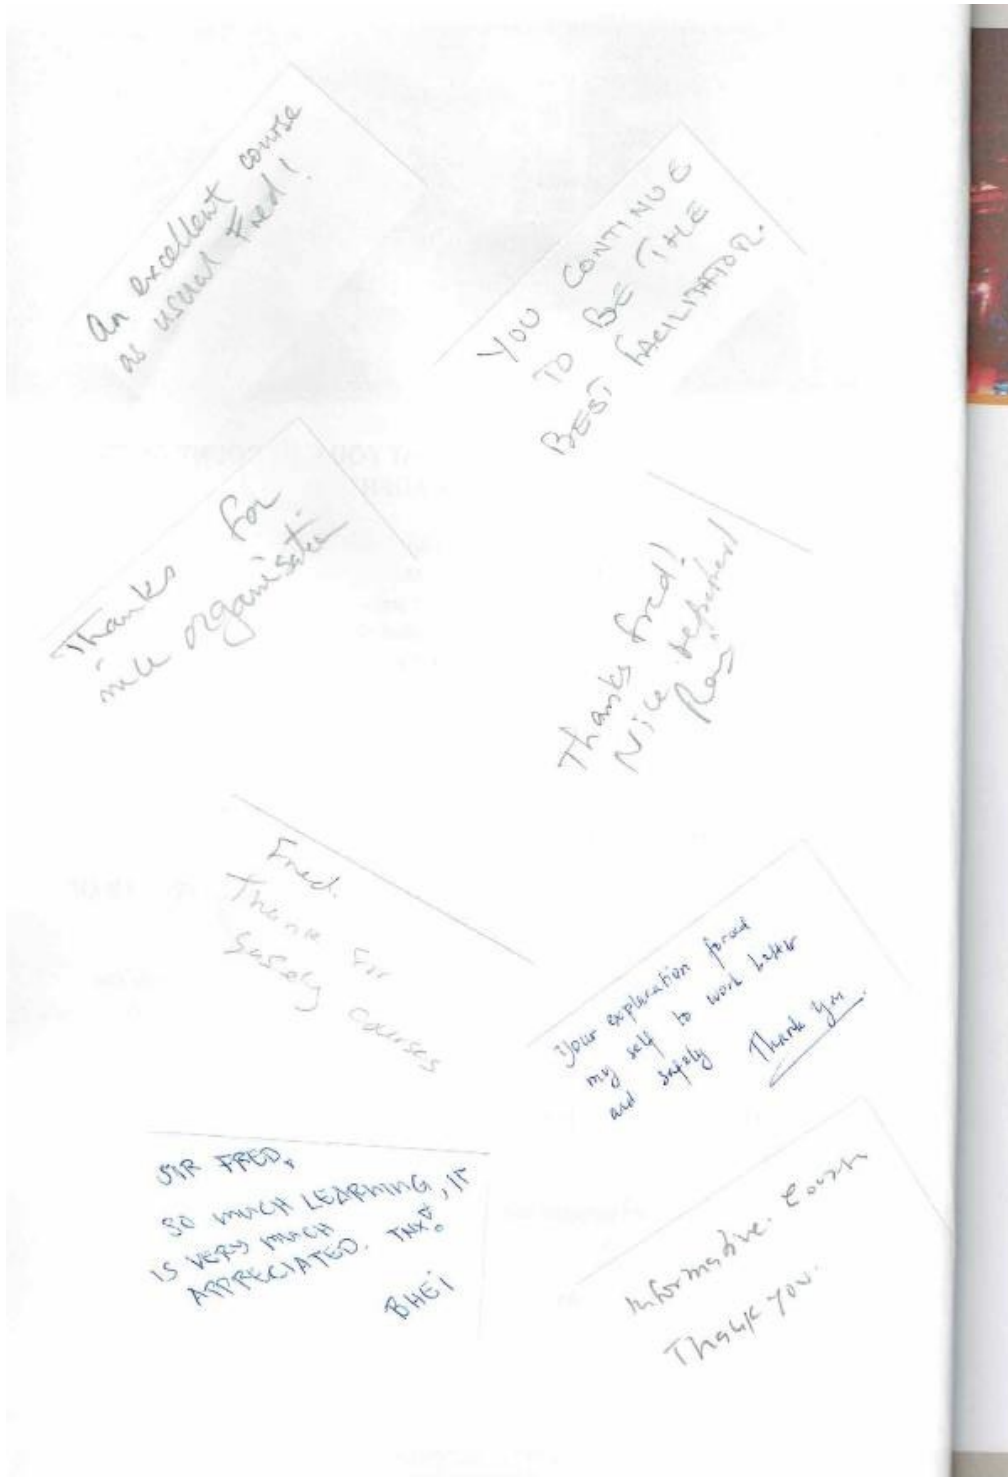 An excellent course
as usual Fred!
YOU CONTINUE
TO BE THE
BEST FACILITATOR.
Thanks for
nice organisation
Thanks Fred!
Nice
Fred.
Thank for
Safety Courses
Your explanation forced
my self to work better
and safely Thank you.
SIR FRED,
SO MUCH LEARNING, IT
IS VERY MUCH
APPRECIATED. TNX!
BHEI
Informative. Course
Thank you.